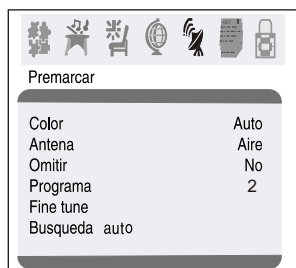 Premarcar
Color Auto
Antena Aire
Omitir No
Programa 2
Fine tune
Busqueda auto